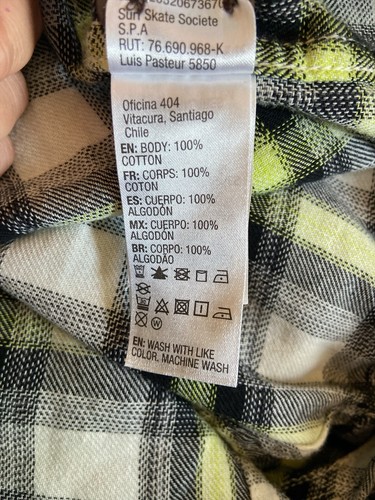 Surf Skate Societe
S.P.A
RUT: 76.690.968-K
Luis Pasteur 5850
Oficina 404
Vitacura, Santiago
Chile
EN: BODY: 100%
COTTON
FR: CORPS: 100%
COTON
ES: CUERPO: 100%
ALGODÓN
MX: CUERPO: 100%
ALGODÓN
BR: CORPO: 100%
ALGODÃO
W
EN: WASH WITH LIKE
COLOR. MACHINE WASH